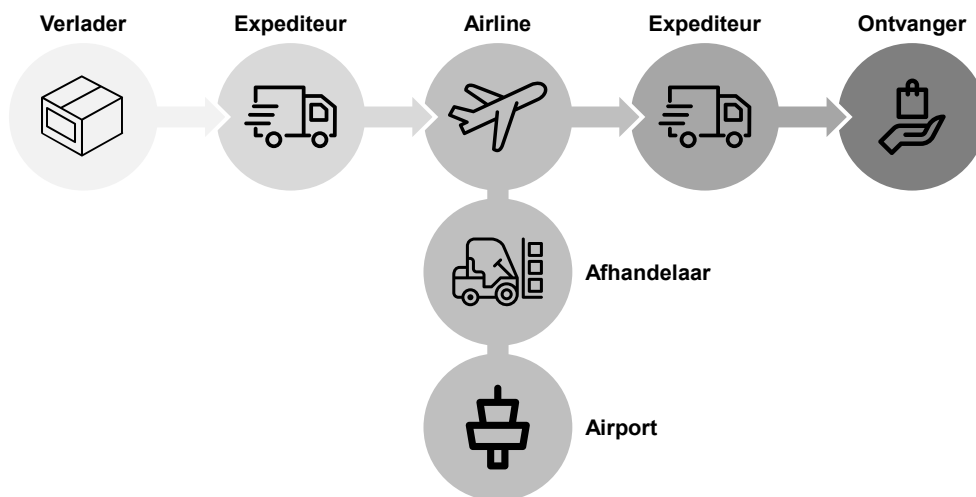 Verlader
Expediteur
Airline
Expediteur
Ontvanger
Afhandelaar
Airport